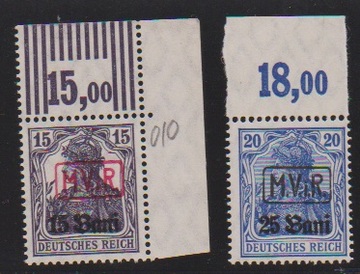 15,00
010
15 15
M.V.R
15 Bani
DEUTSCHES REICH
18,00
20 20
M.V.R
25 Bani
DEUTSCHES REICH